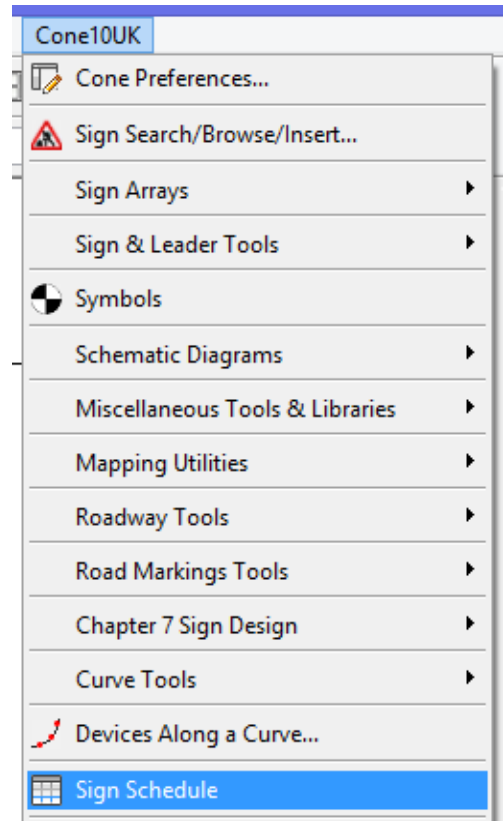 Cone10UK
Cone Preferences...
Sign Search/Browse/Insert...
Sign Arrays
Sign & Leader Tools
Symbols
Schematic Diagrams
Miscellaneous Tools & Libraries
Mapping Utilities
Roadway Tools
Road Markings Tools
Chapter 7 Sign Design
Curve Tools
Devices Along a Curve...
Sign Schedule